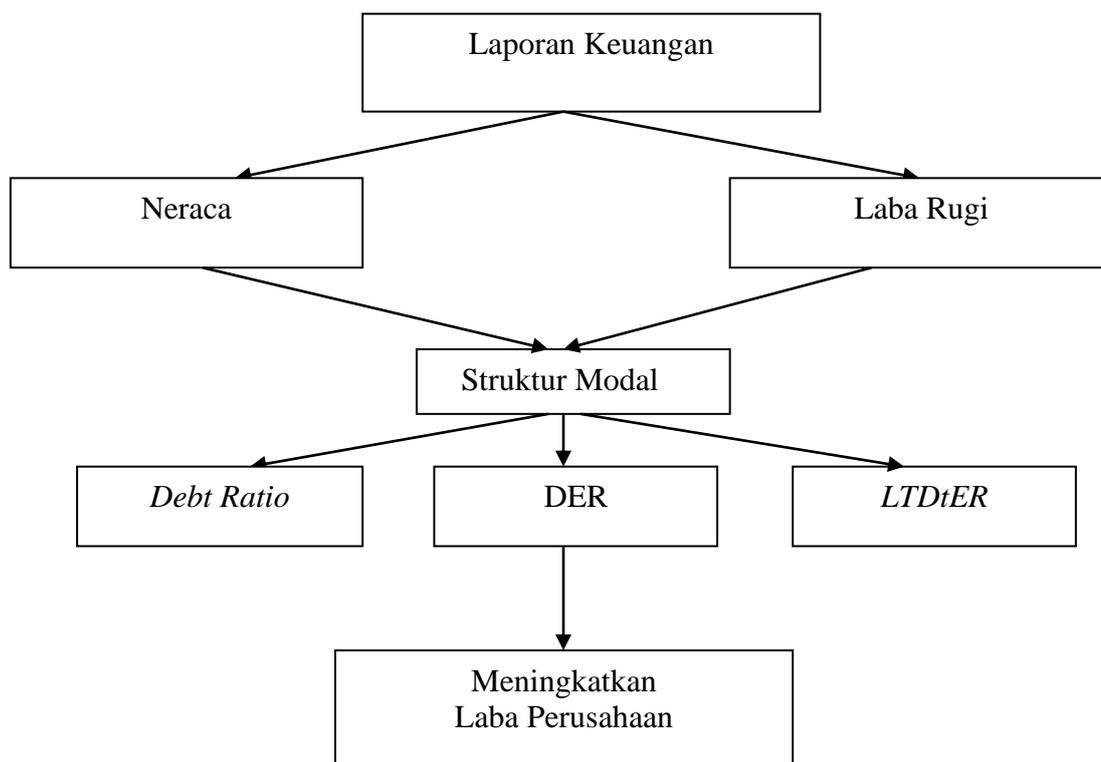 Laporan Keuangan
Neraca
Laba Rugi
Struktur Modal
Debt Ratio
DER
LTDtER
Meningkatkan
Laba Perusahaan